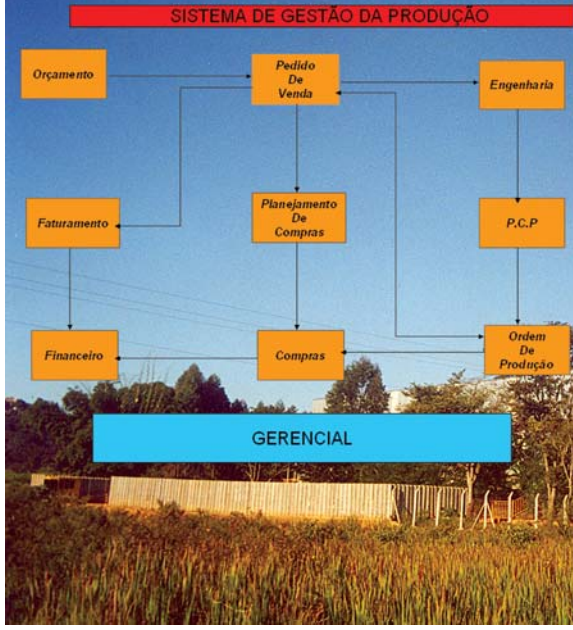 SISTEMA DE GESTÃO DA PRODUÇÃO
Orçamento
Pedido
De
Venda
Engenharia
Faturamento
Planejamento
De
Compras
P.C.P
Financeiro
Compras
Ordem
De
Produção
GERENCIAL